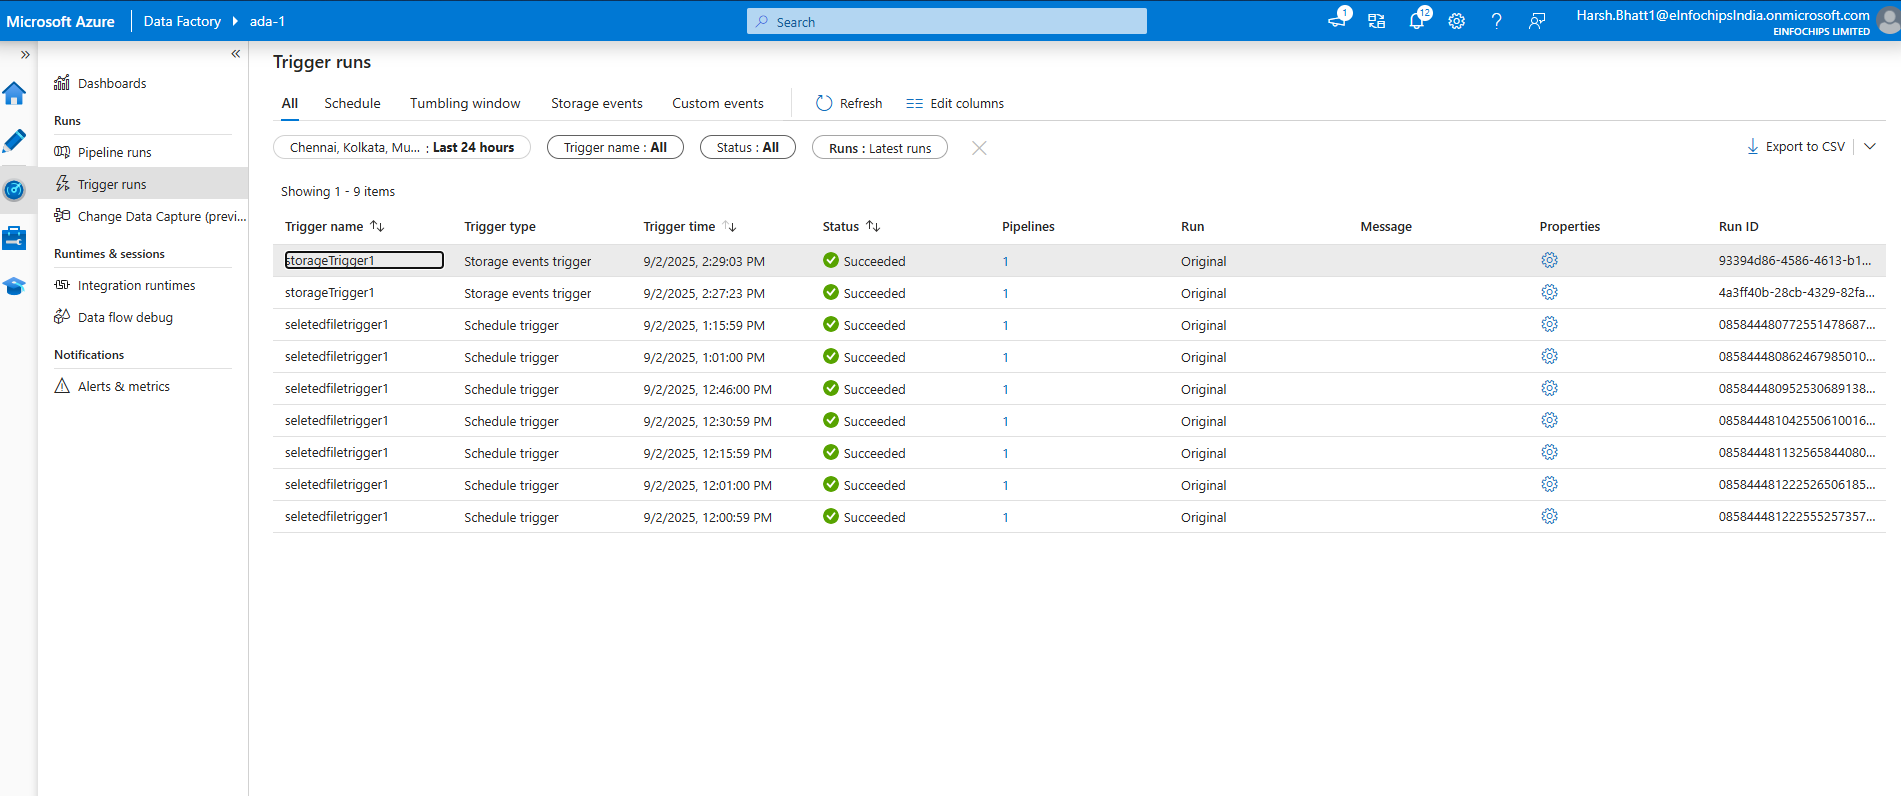 Microsoft Azure Data Factory ada-1 Search 1 12 Harsh.Bhatt1@eInfochipsIndia.onmicrosoft.com
EINFOCHIPS LIMITED
Dashboards
Runs
Pipeline runs
Trigger runs
Change Data Capture (previ...
Runtimes & sessions
Integration runtimes
Data flow debug
Notifications
Alerts & metrics
Trigger runs
All Schedule Tumbling window Storage events Custom events Refresh Edit columns
Chennai, Kolkata, Mu... : Last 24 hours Trigger name : All Status : All Runs : Latest runs Export to CSV
Showing 1 - 9 items
Trigger name Trigger type Trigger time Status Pipelines Run Message Properties Run ID
storageTrigger1 Storage events trigger 9/2/2025, 2:29:03 PM Succeeded 1 Original 93394d86-4586-4613-b1...
storageTrigger1 Storage events trigger 9/2/2025, 2:27:23 PM Succeeded 1 Original 4a3ff40b-28cb-4329-82fa...
seletedfiletrigger1 Schedule trigger 9/2/2025, 1:15:59 PM Succeeded 1 Original 085844480772551478687...
seletedfiletrigger1 Schedule trigger 9/2/2025, 1:01:00 PM Succeeded 1 Original 085844480862467985010...
seletedfiletrigger1 Schedule trigger 9/2/2025, 12:46:00 PM Succeeded 1 Original 085844480952530689138...
seletedfiletrigger1 Schedule trigger 9/2/2025, 12:30:59 PM Succeeded 1 Original 085844481042550610016...
seletedfiletrigger1 Schedule trigger 9/2/2025, 12:15:59 PM Succeeded 1 Original 085844481132565844080...
seletedfiletrigger1 Schedule trigger 9/2/2025, 12:01:00 PM Succeeded 1 Original 085844481222526506185...
seletedfiletrigger1 Schedule trigger 9/2/2025, 12:00:59 PM Succeeded 1 Original 085844481222555257357...